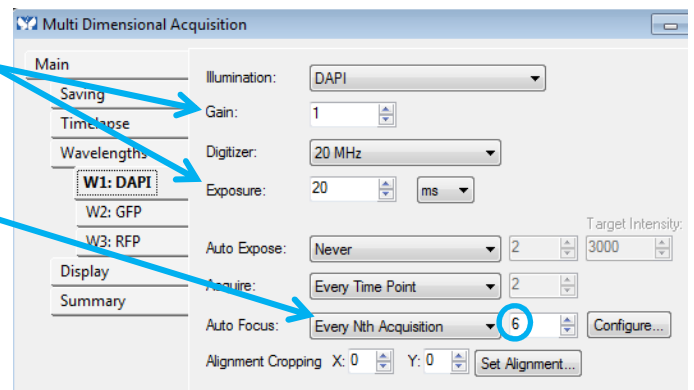 Multi Dimensional Acquisition
Main
Saving
Timelapse
Wavelengths
W1: DAPI
W2: GFP
W3: RFP
Display
Summary
Illumination: DAPI
Gain: 1
Digitizer: 20 MHz
Exposure: 20 ms
Target Intensity:
Auto Expose: Never 2 3000
Acquire: Every Time Point 2
Auto Focus: Every Nth Acquisition 6 Configure...
Alignment Cropping X: 0 Y: 0 Set Alignment...